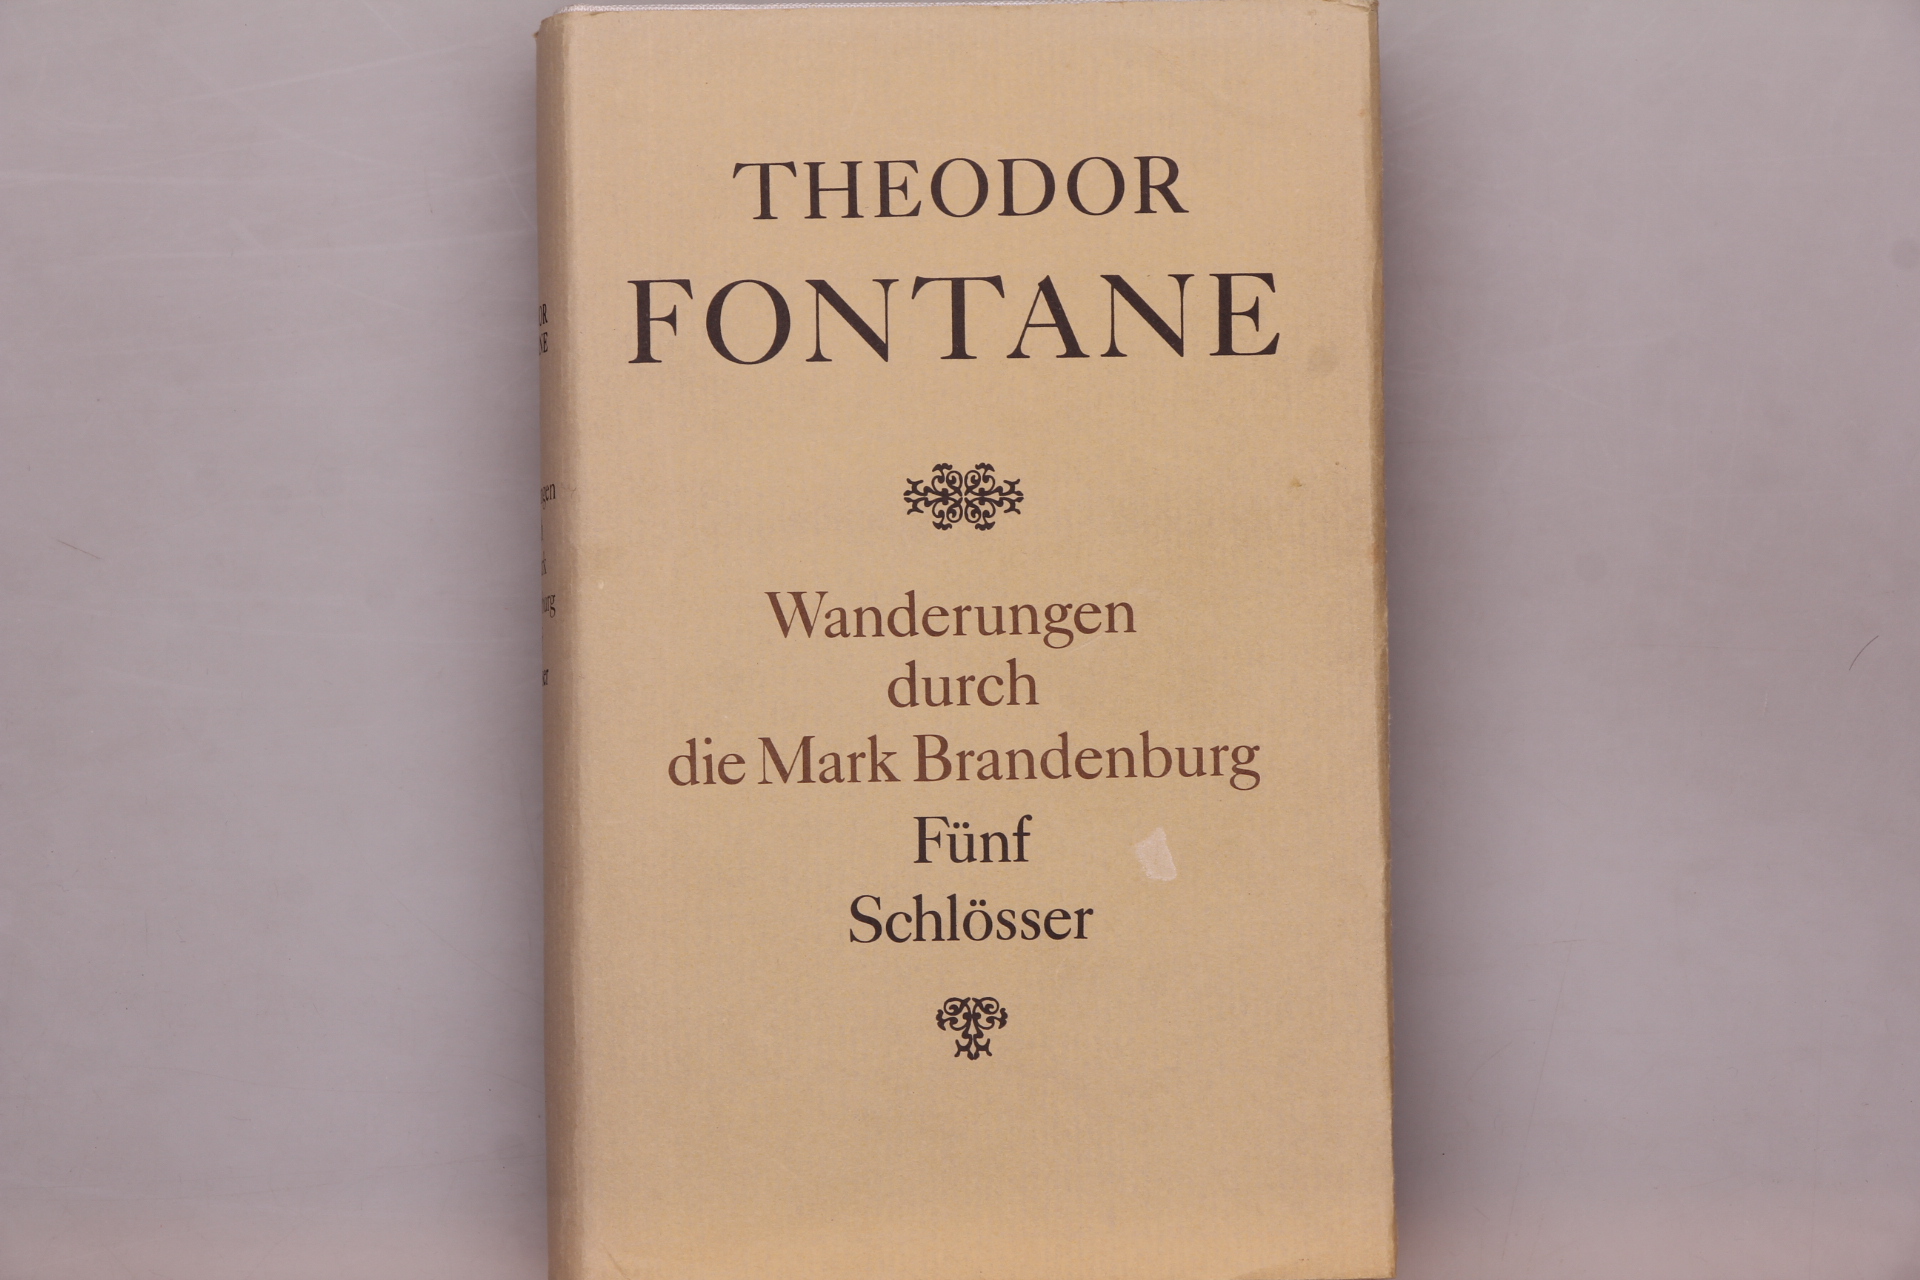 THEODOR
FONTANE
Wanderungen
durch
die Mark Brandenburg
Fünf
Schlösser